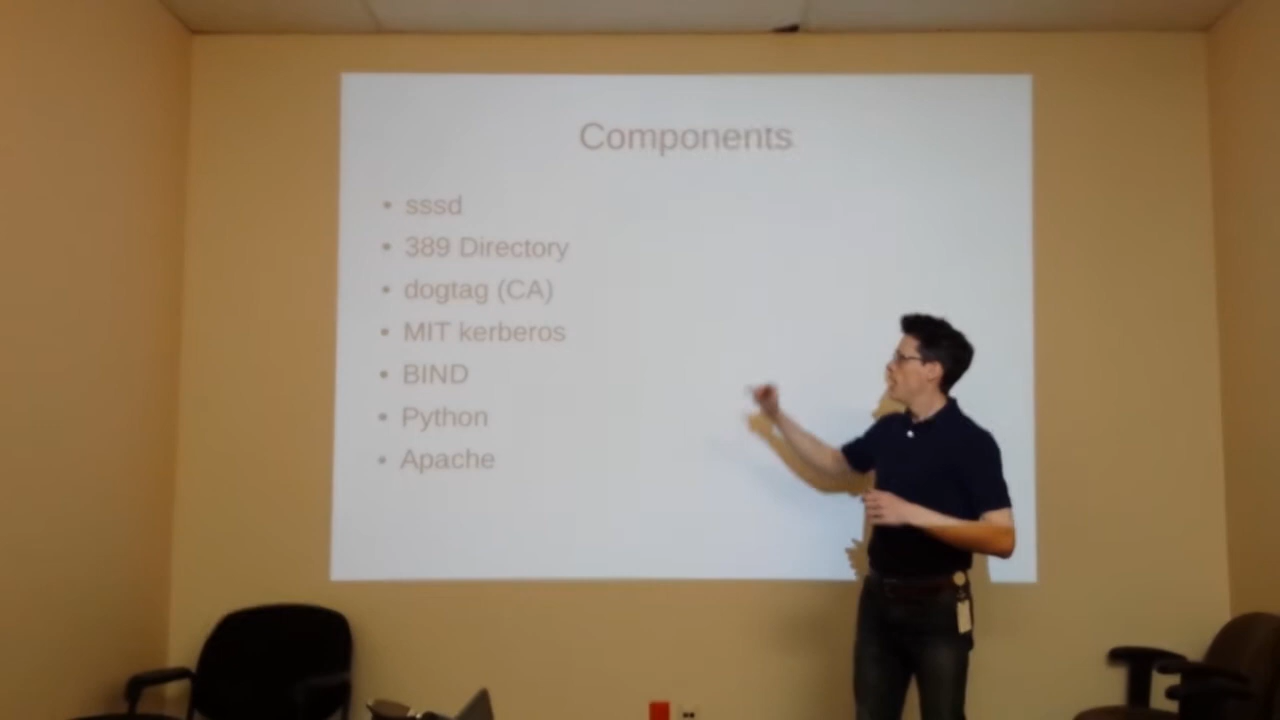 Components
• sssd
• 389 Directory
• dogtag (CA)
• MIT kerberos
• BIND
• Python
• Apache